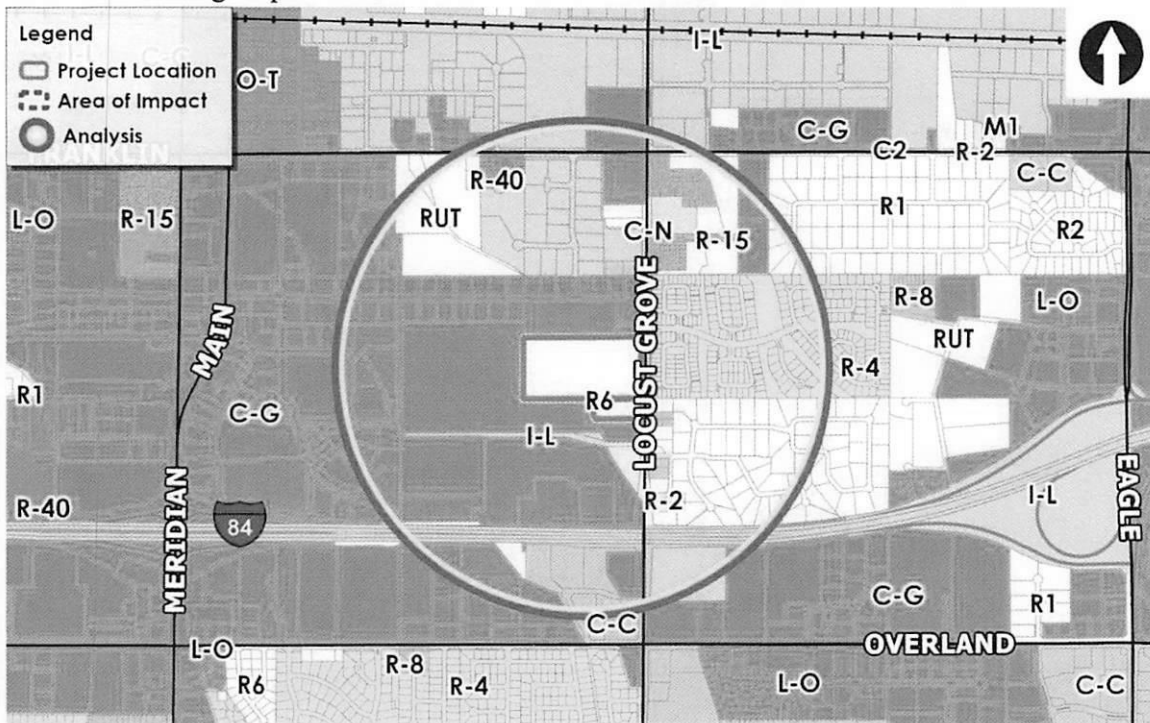 Legend
Project Location
Area of Impact
Analysis
C-G
O-T
I-L
FRANKLIN
L-O
R-15
R-40
RUT
C-N
R-15
C-G
M1
C2
R-2
C-C
R1
R2
R-8
L-O
RUT
R-4
MAIN
LOCUST GROVE
R1
C-G
R6
I-L
R-2
R-40
84
MERIDIAN
I-L
EAGLE
C-C
C-G
R1
OVERLAND
L-O
R6
R-8
R-4
L-O
C-C